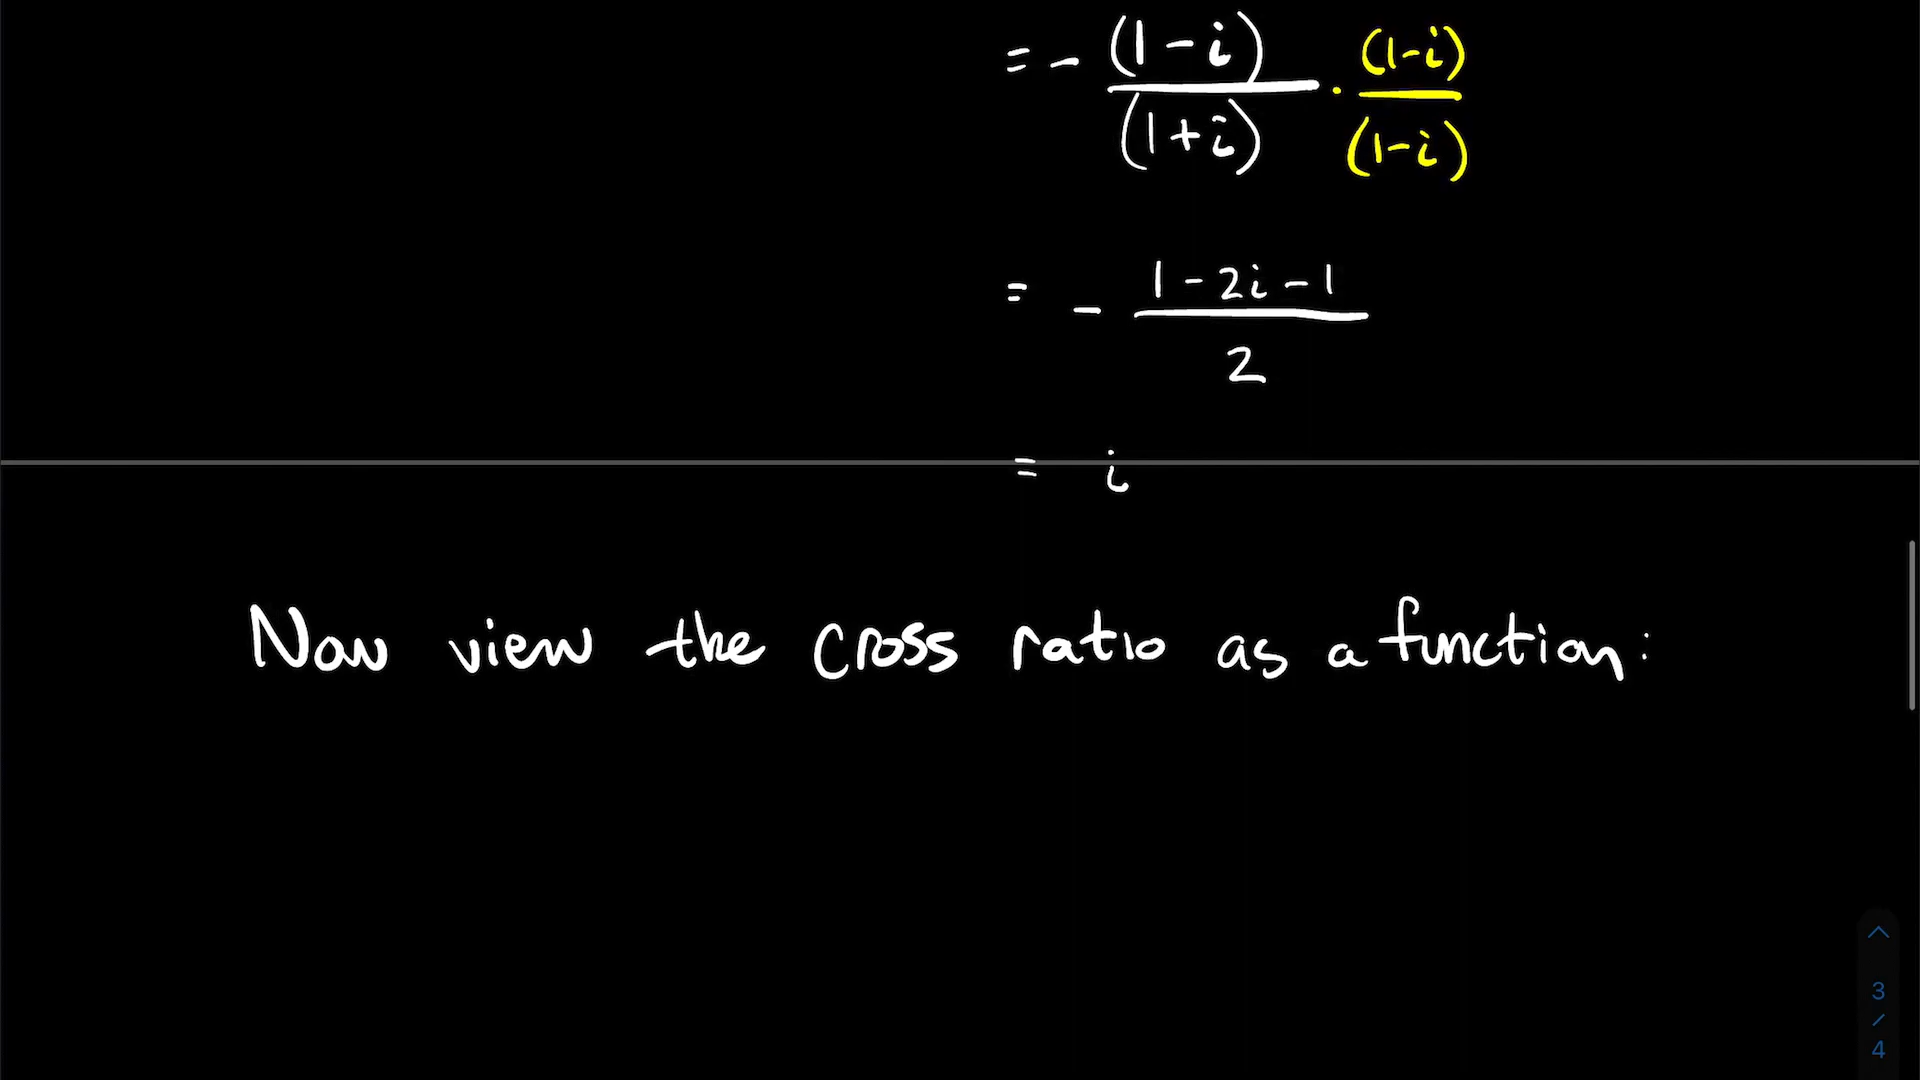 = - (1-i)/(1+i) · (1-i)/(1-i)
= - (1-2i-1)/2
= i
Now view the cross ratio as a function:
3
/
4